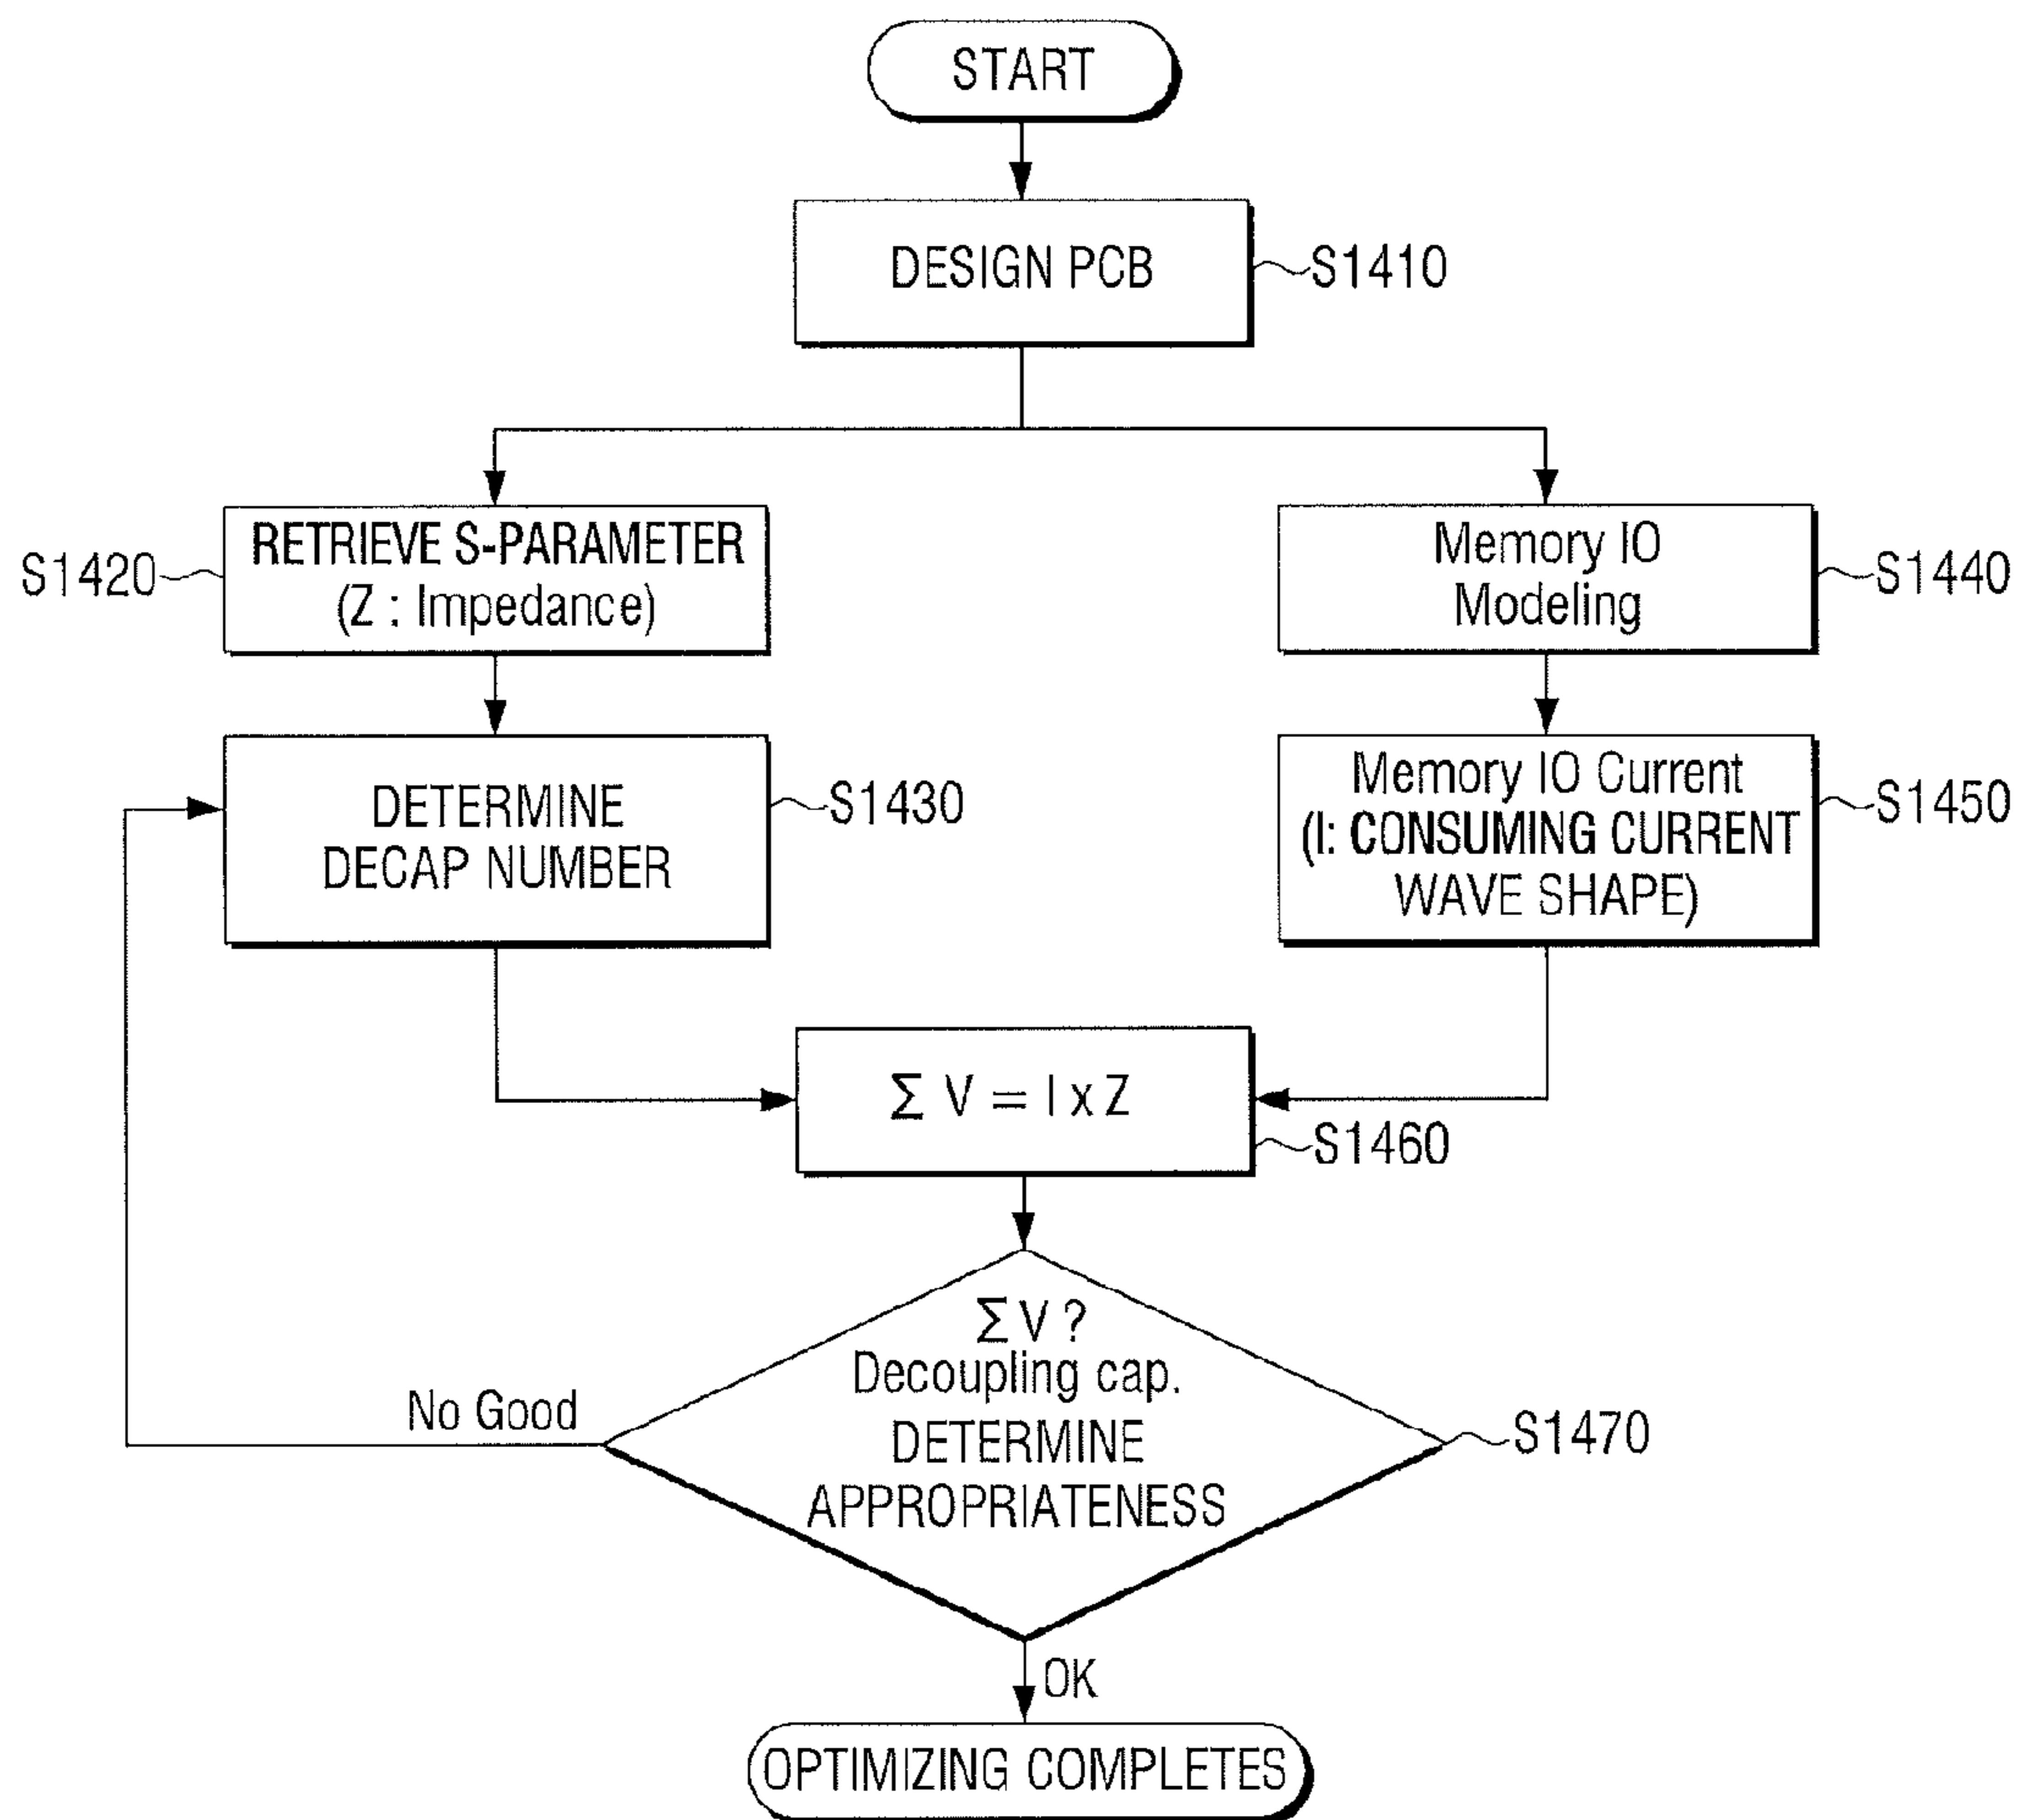 START
DESIGN PCB
S1410
RETRIEVE S-PARAMETER
(Z : Impedance)
S1420
Memory IO
Modeling
S1440
DETERMINE
DECAP NUMBER
S1430
Memory IO Current
(I: CONSUMING CURRENT
WAVE SHAPE)
S1450
Σ V = I x Z
S1460
Σ V ?
Decoupling cap.
DETERMINE
APPROPRIATENESS
S1470
No Good
OK
OPTIMIZING COMPLETES